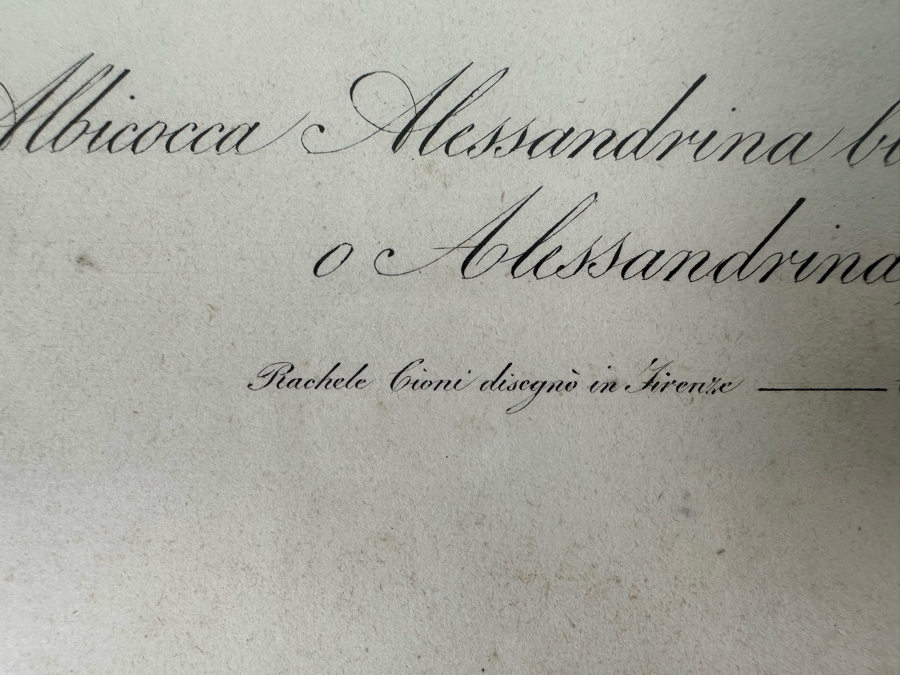 Albicocca Alessandrina
o Alessandrina
Rachele Cioni disegnò in Firenze